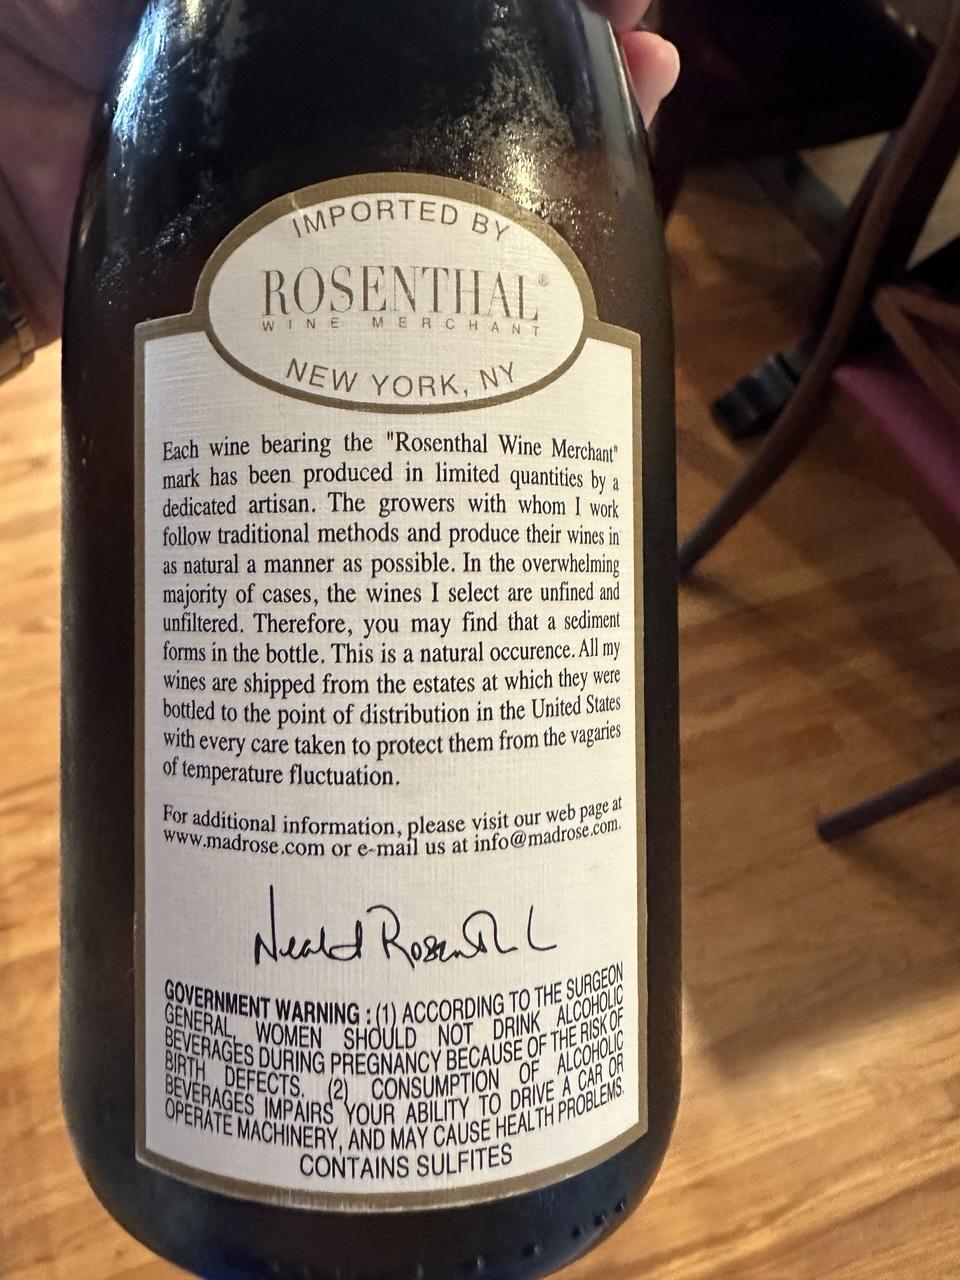 IMPORTED BY
ROSENTHAL®
WINE MERCHANT
NEW YORK, NY
Each wine bearing the "Rosenthal Wine Merchant"
mark has been produced in limited quantities by a
dedicated artisan. The growers with whom I work
follow traditional methods and produce their wines in
as natural a manner as possible. In the overwhelming
majority of cases, the wines I select are unfined and
unfiltered. Therefore, you may find that a sediment
forms in the bottle. This is a natural occurence. All my
wines are shipped from the estates at which they were
bottled to the point of distribution in the United States
with every care taken to protect them from the vagaries
of temperature fluctuation.
For additional information, please visit our web page at
www.madrose.com or e-mail us at info@madrose.com.
Neal Rosenthal
GOVERNMENT WARNING : (1) ACCORDING TO THE SURGEON
GENERAL, WOMEN SHOULD NOT DRINK ALCOHOLIC
BEVERAGES DURING PREGNANCY BECAUSE OF THE RISK OF
BIRTH DEFECTS. (2) CONSUMPTION OF ALCOHOLIC
BEVERAGES IMPAIRS YOUR ABILITY TO DRIVE A CAR OR
OPERATE MACHINERY, AND MAY CAUSE HEALTH PROBLEMS.
CONTAINS SULFITES